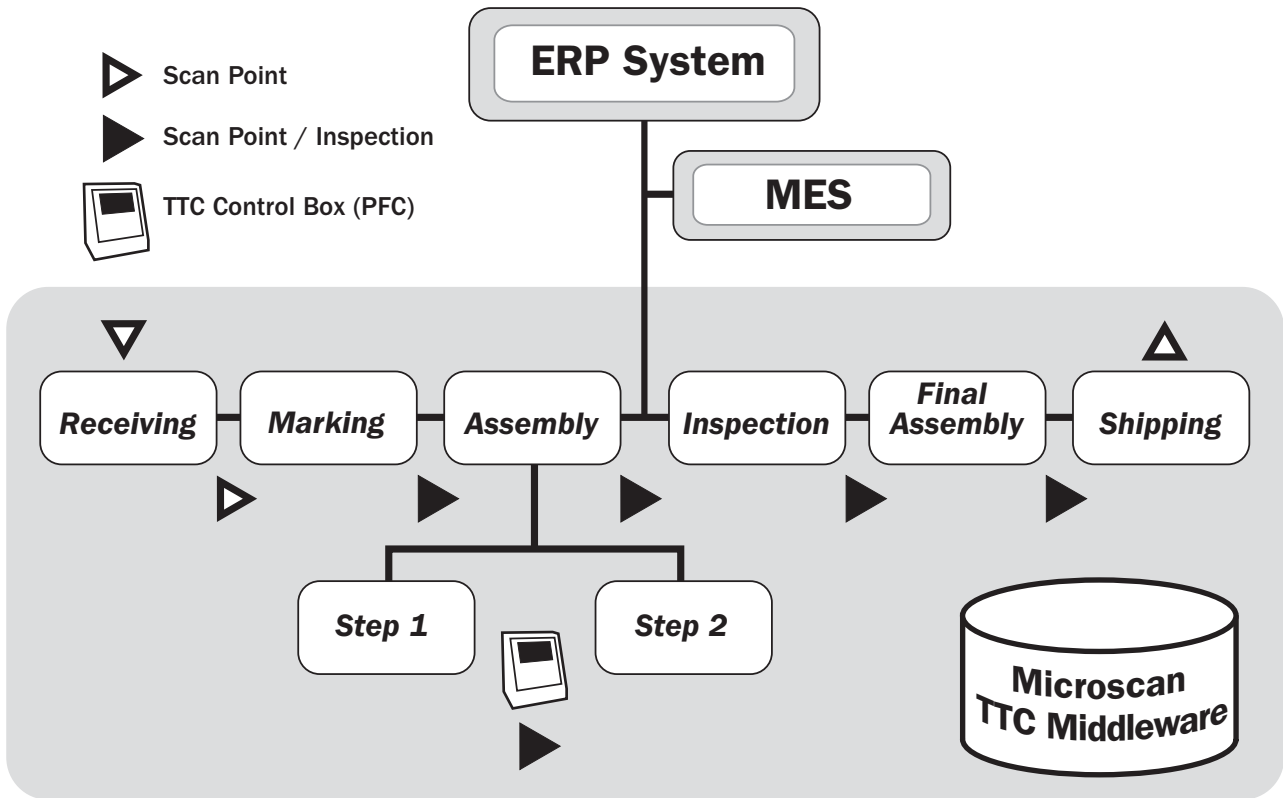 ERP System
Scan Point
Scan Point / Inspection
MES
TTC Control Box (PFC)
Receiving
Marking
Assembly
Inspection
Final
Assembly
Shipping
Step 1
Step 2
Microscan
TTC Middleware